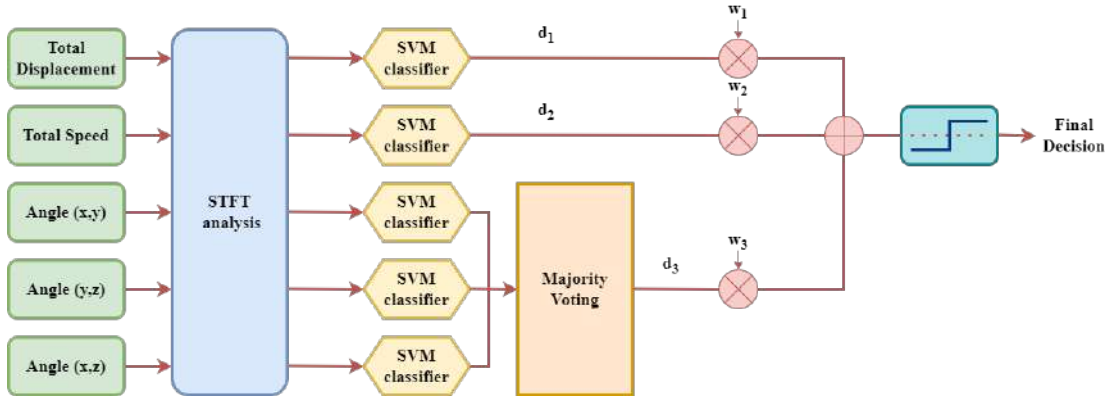 Total
Displacement
Total Speed
Angle (x,y)
Angle (y,z)
Angle (x,z)
STFT
analysis
SVM
classifier
SVM
classifier
SVM
classifier
SVM
classifier
SVM
classifier
Majority
Voting
d₁
d₂
d₃
w₁
w₂
w₃
Final
Decision